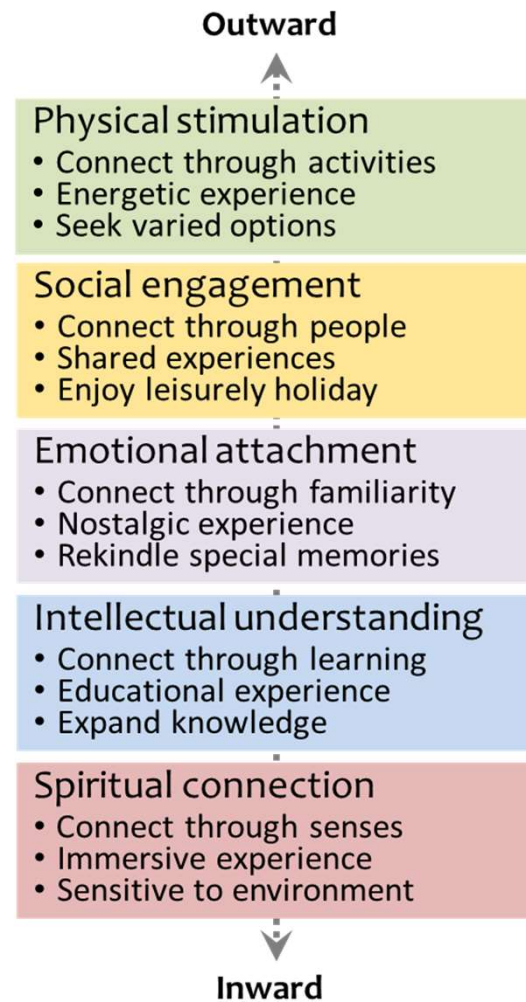 Outward
Physical stimulation
• Connect through activities
• Energetic experience
• Seek varied options
Social engagement
• Connect through people
• Shared experiences
• Enjoy leisurely holiday
Emotional attachment
• Connect through familiarity
• Nostalgic experience
• Rekindle special memories
Intellectual understanding
• Connect through learning
• Educational experience
• Expand knowledge
Spiritual connection
• Connect through senses
• Immersive experience
• Sensitive to environment
Inward